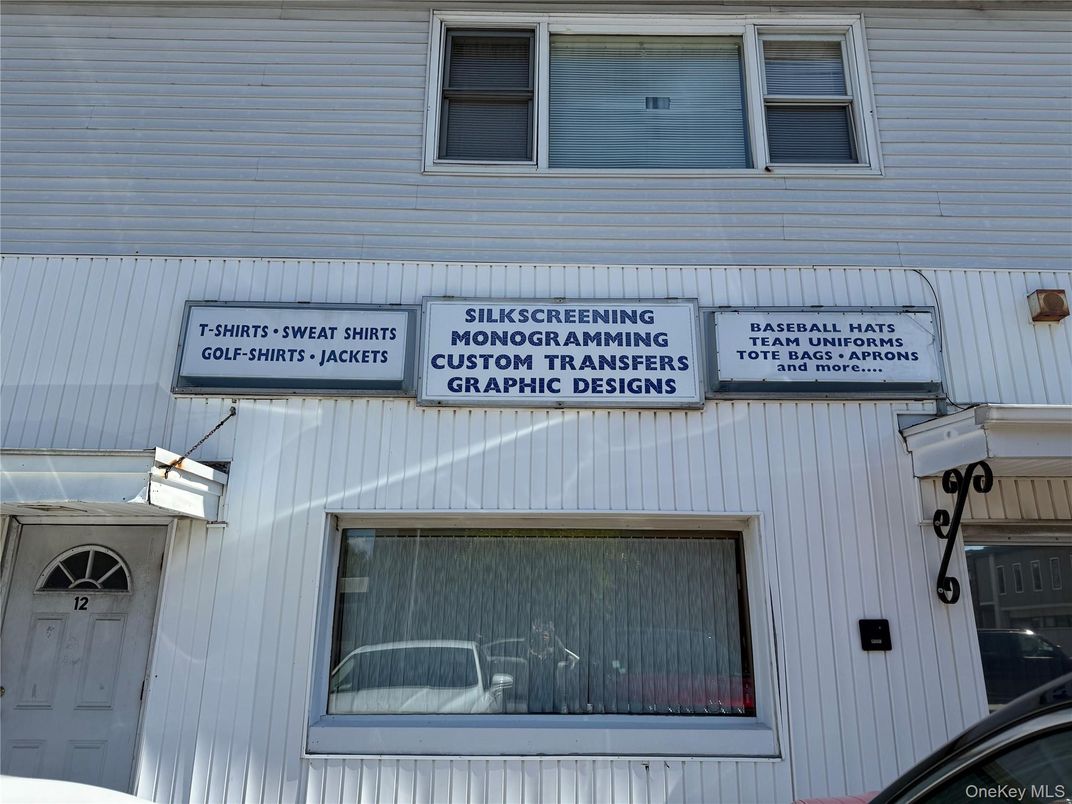 T-SHIRTS • SWEAT SHIRTS
GOLF-SHIRTS • JACKETS
SILKSCREENING
MONOGRAMMING
CUSTOM TRANSFERS
GRAPHIC DESIGNS
BASEBALL HATS
TEAM UNIFORMS
TOTE BAGS • APRONS
and more....
12
OneKey MLS